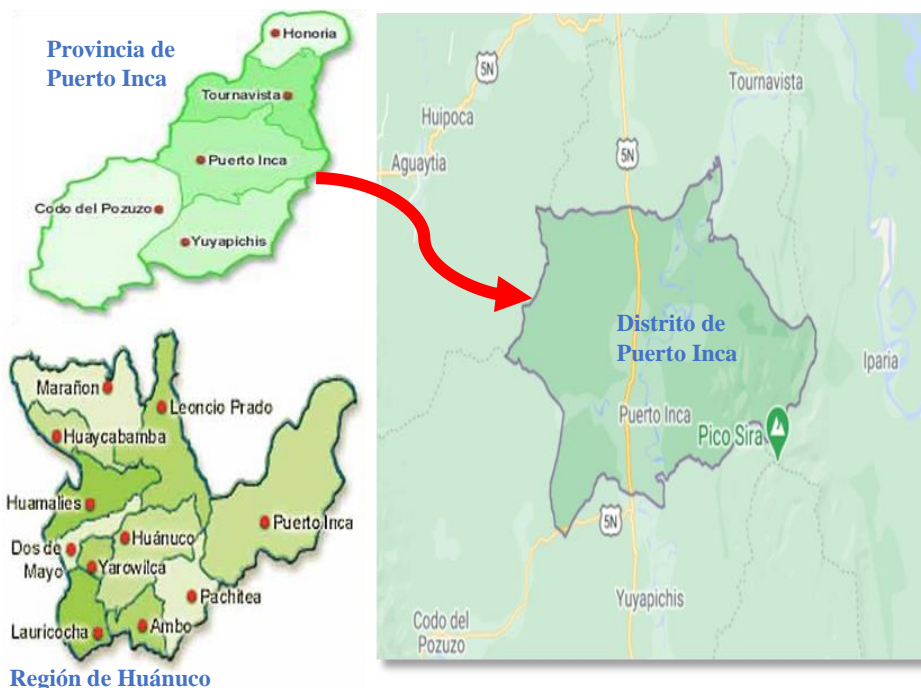 Provincia de
Puerto Inca
Honoria
Tournavista
Puerto Inca
Codo del Pozuzo
Yuyapichis
Marañon
Leoncio Prado
Huaycabamba
Huamalies
Puerto Inca
Huánuco
Dos de
Mayo
Yarowilca
Pachitea
Lauricocha
Ambo
Región de Huánuco
5N
Tournavista
Huipoca
5N
Aguaytia
Distrito de
Puerto Inca
Iparia
Puerto Inca
Pico Sira
5N
Yuyapichis
Codo del
Pozuzo